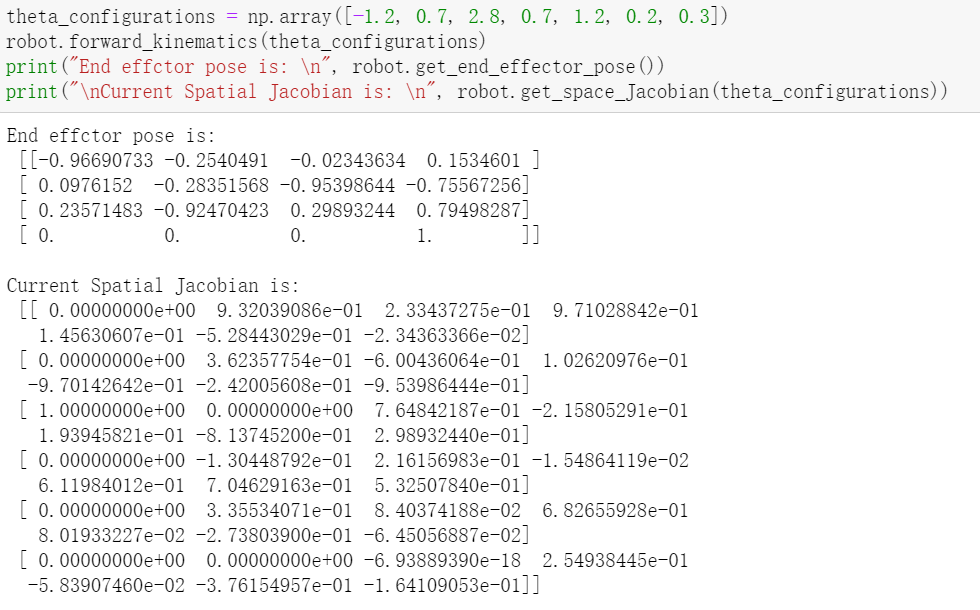 theta_configurations = np.array([-1.2, 0.7, 2.8, 0.7, 1.2, 0.2, 0.3])
robot.forward_kinematics(theta_configurations)
print("End effctor pose is: \n", robot.get_end_effector_pose())
print("\nCurrent Spatial Jacobian is: \n", robot.get_space_Jacobian(theta_configurations))
End effctor pose is:
 [[-0.96690733 -0.2540491  -0.02343634  0.1534601 ]
 [ 0.0976152  -0.28351568 -0.95398644 -0.75567256]
 [ 0.23571483 -0.92470423  0.29893244  0.79498287]
 [ 0.          0.          0.          1.        ]]
Current Spatial Jacobian is:
 [[ 0.00000000e+00  9.32039086e-01  2.33437275e-01  9.71028842e-01
   1.45630607e-01 -5.28443029e-01 -2.34363366e-02]
 [ 0.00000000e+00  3.62357754e-01 -6.00436064e-01  1.02620976e-01
  -9.70142642e-01 -2.42005608e-01 -9.53986444e-01]
 [ 1.00000000e+00  0.00000000e+00  7.64842187e-01 -2.15805291e-01
   1.93945821e-01 -8.13745200e-01  2.98932440e-01]
 [ 0.00000000e+00 -1.30448792e-01  2.16156983e-01 -1.54864119e-02
   6.11984012e-01  7.04629163e-01  5.32507840e-01]
 [ 0.00000000e+00  3.35534071e-01  8.40374188e-02  6.82655928e-01
   8.01933227e-02 -2.73803900e-01 -6.45056887e-02]
 [ 0.00000000e+00  0.00000000e+00 -6.93889390e-18  2.54938445e-01
  -5.83907460e-02 -3.76154957e-01 -1.64109053e-01]]